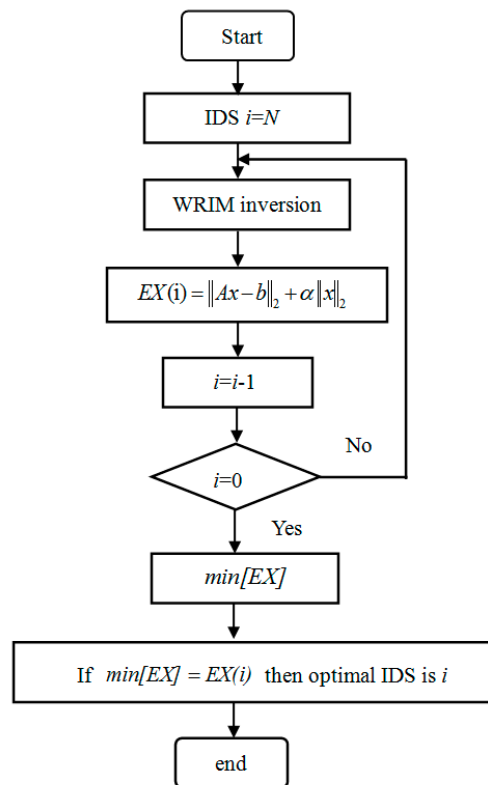 Start
IDS i=N
WRIM inversion
EX(i) = ||Ax − b||₂ + α||x||₂
i=i-1
No
i=0
Yes
min[EX]
If min[EX] = EX(i) then optimal IDS is i
end